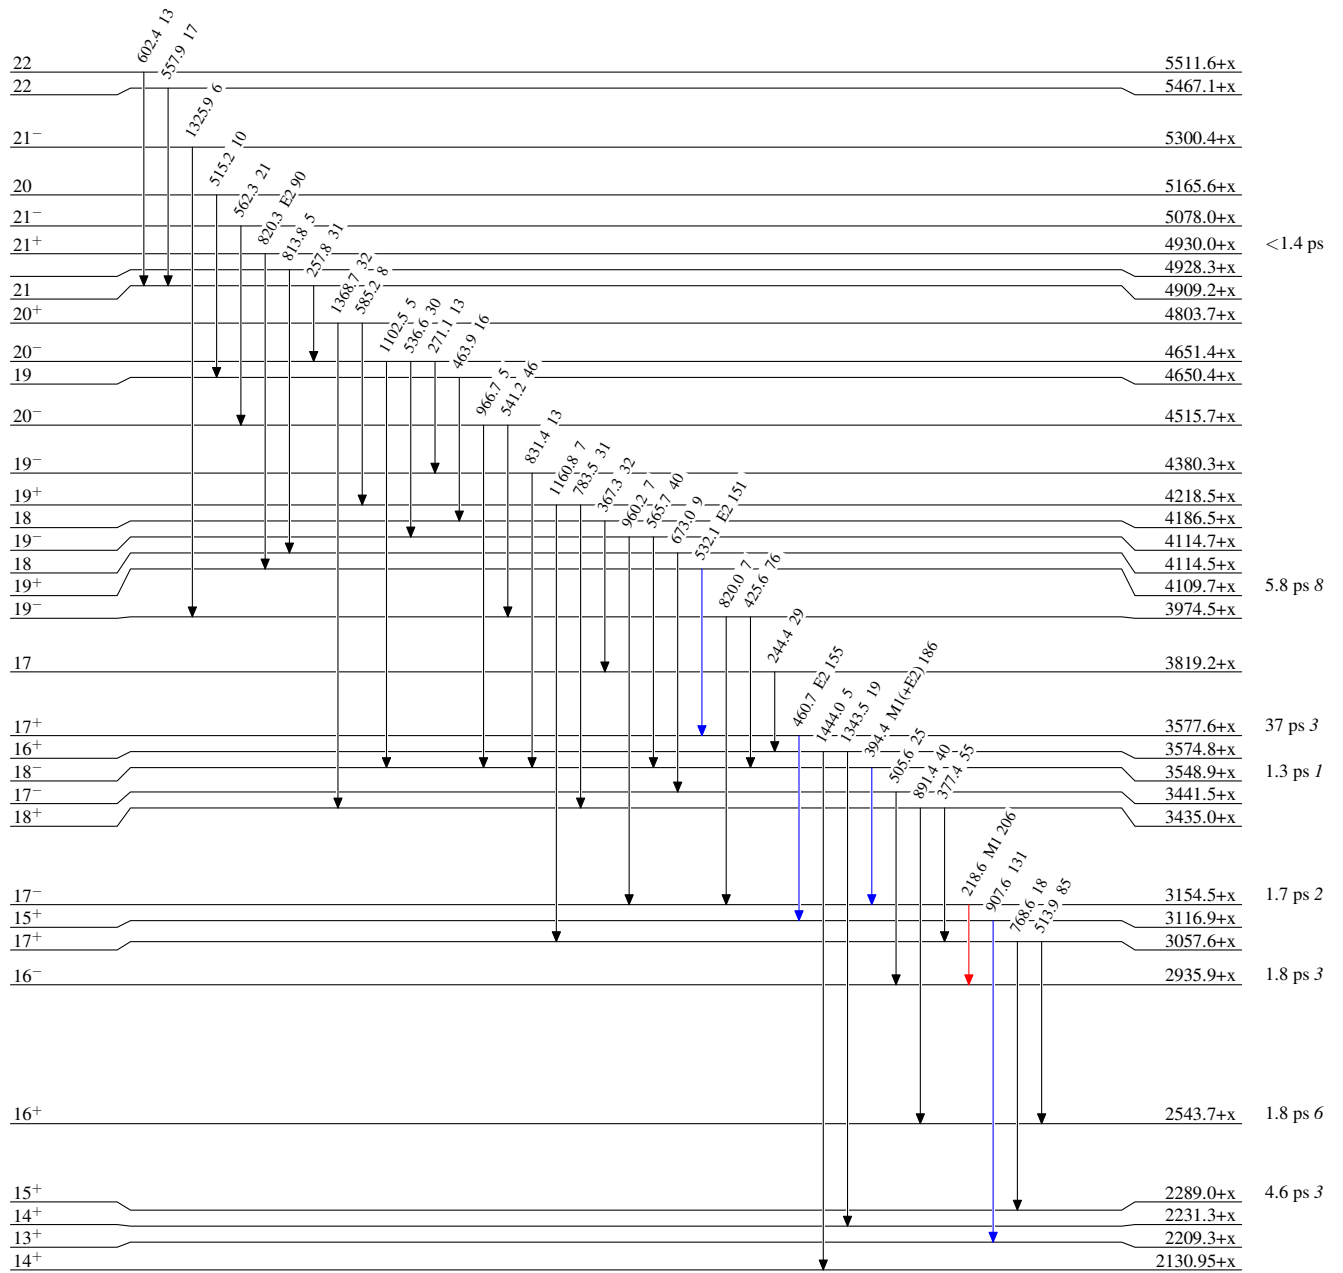 602.4 13
557.9 17
22 5511.6+x
22 5467.1+x
1325.9 6
21− 5300.4+x
515.2 10
20 5165.6+x
562.3 21
21− 5078.0+x
820.3 E2 90
21+ 4930.0+x <1.4 ps
813.8 5
4928.3+x
257.8 31
21 4909.2+x
1368.7 32
585.2 8
20+ 4803.7+x
1102.5 5
536.6 30
271.1 13
20− 4651.4+x
463.9 16
19 4650.4+x
966.7 5
541.2 46
20− 4515.7+x
831.4 13
19− 4380.3+x
1160.8 7
783.5 31
19+ 4218.5+x
367.3 32
18 4186.5+x
960.2 7
565.7 40
19− 4114.7+x
673.0 9
18 4114.5+x
532.1 E2 151
19+ 4109.7+x 5.8 ps 8
820.0 7
425.6 76
19− 3974.5+x
244.4 29
17 3819.2+x
460.7 E2 155
17+ 3577.6+x 37 ps 3
1444.0 5
1343.5 19
16+ 3574.8+x
394.4 M1(+E2) 186
18− 3548.9+x 1.3 ps 1
505.6 25
17− 3441.5+x
891.4 40
377.4 55
18+ 3435.0+x
218.6 M1 206
17− 3154.5+x 1.7 ps 2
907.6 131
15+ 3116.9+x
768.6 18
513.9 85
17+ 3057.6+x
16− 2935.9+x 1.8 ps 3
16+ 2543.7+x 1.8 ps 6
15+ 2289.0+x 4.6 ps 3
14+ 2231.3+x
13+ 2209.3+x
14+ 2130.95+x